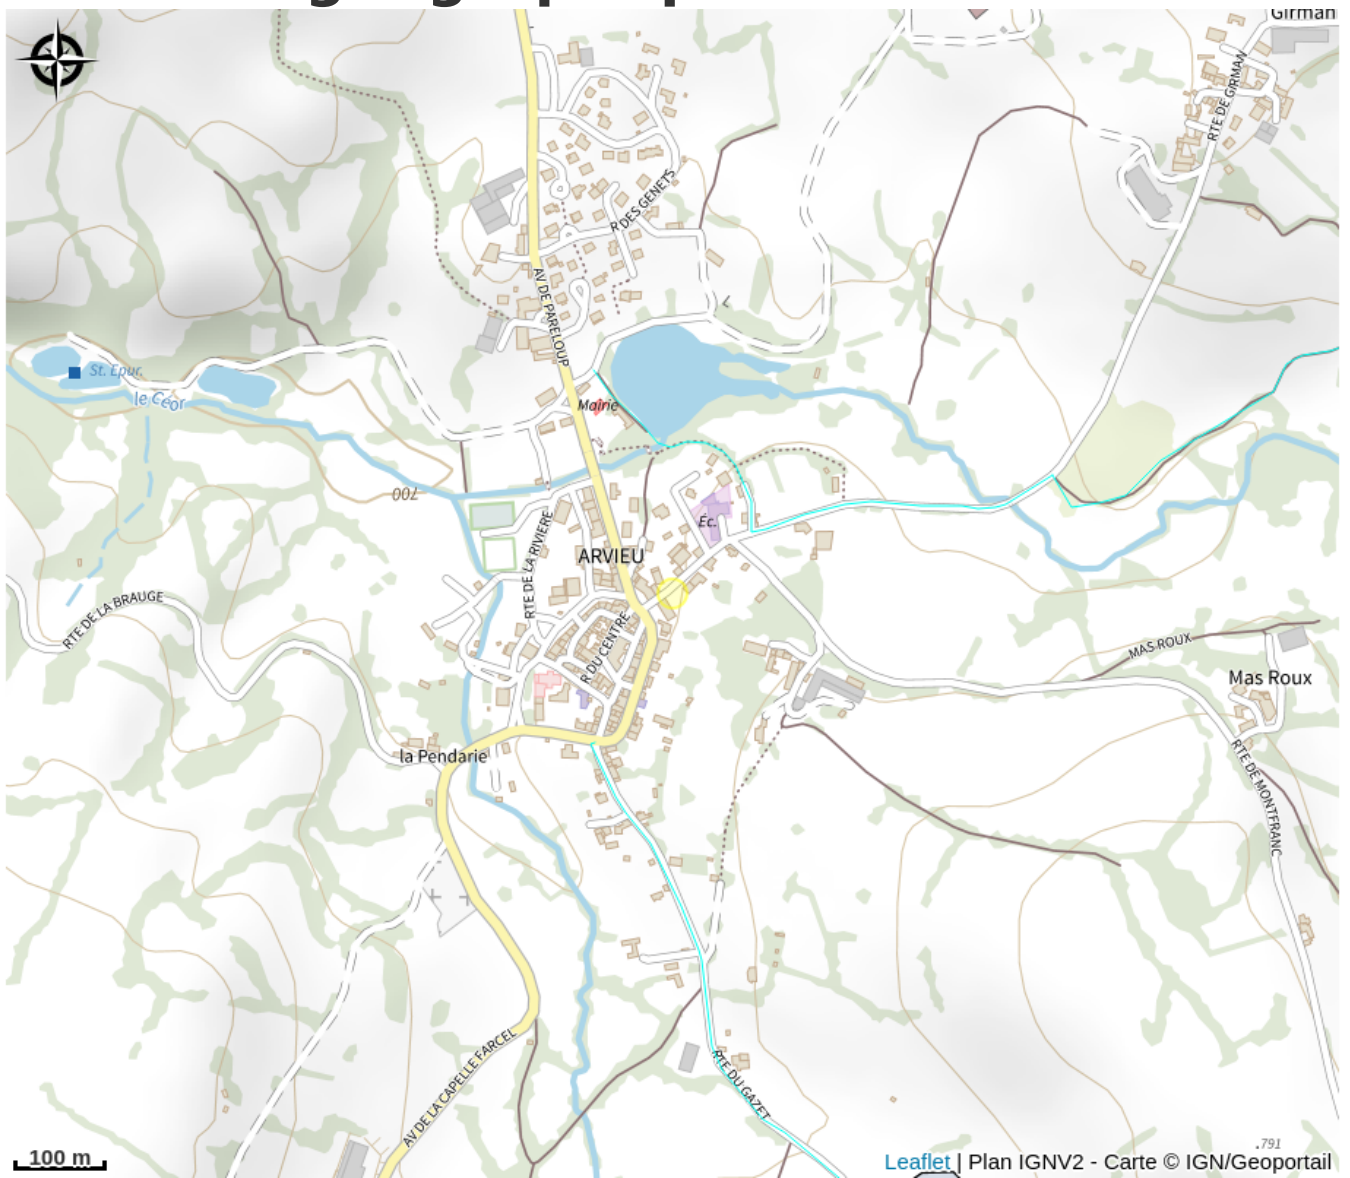 Girman
RTE DE GIRMAN
R DES GENETS
AV DE PARELOUP
St. Epur.
le Céor
Mairie
700
Éc.
ARVIEU
RTE DE LA RIVIERE
RTE DE LA BRAUGE
R DU CENTRE
MAS ROUX
Mas Roux
la Pendarie
RTE DE MONTFRANC
AV DE LA CAPELLE FARCEL
RTE DU GAZET
791
100 m
Leaflet | Plan IGNV2 - Carte © IGN/Geoportail